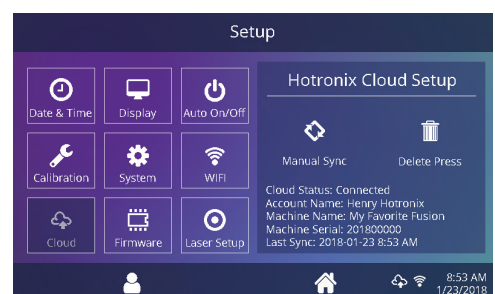 Setup
Date & Time
Display
Auto On/Off
Calibration
System
WIFI
Cloud
Firmware
Laser Setup
Hotronix Cloud Setup
Manual Sync
Delete Press
Cloud Status: Connected
Account Name: Henry Hotronix
Machine Name: My Favorite Fusion
Machine Serial: 201800000
Last Sync: 2018-01-23 8:53 AM
8:53 AM
1/23/2018